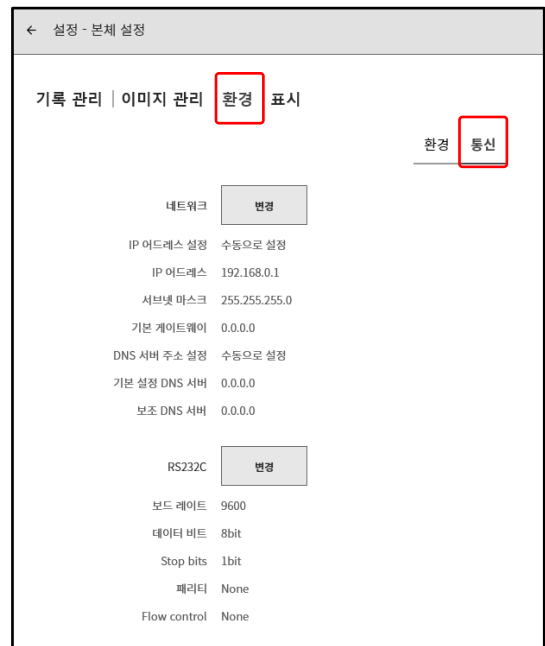 ← 설정 - 본체 설정
기록 관리 | 이미지 관리 환경 표시
환경 통신
네트워크 변경
IP 어드레스 설정 수동으로 설정
IP 어드레스 192.168.0.1
서브넷 마스크 255.255.255.0
기본 게이트웨이 0.0.0.0
DNS 서버 주소 설정 수동으로 설정
기본 설정 DNS 서버 0.0.0.0
보조 DNS 서버 0.0.0.0
RS232C 변경
보드 레이트 9600
데이터 비트 8bit
Stop bits 1bit
패리티 None
Flow control None